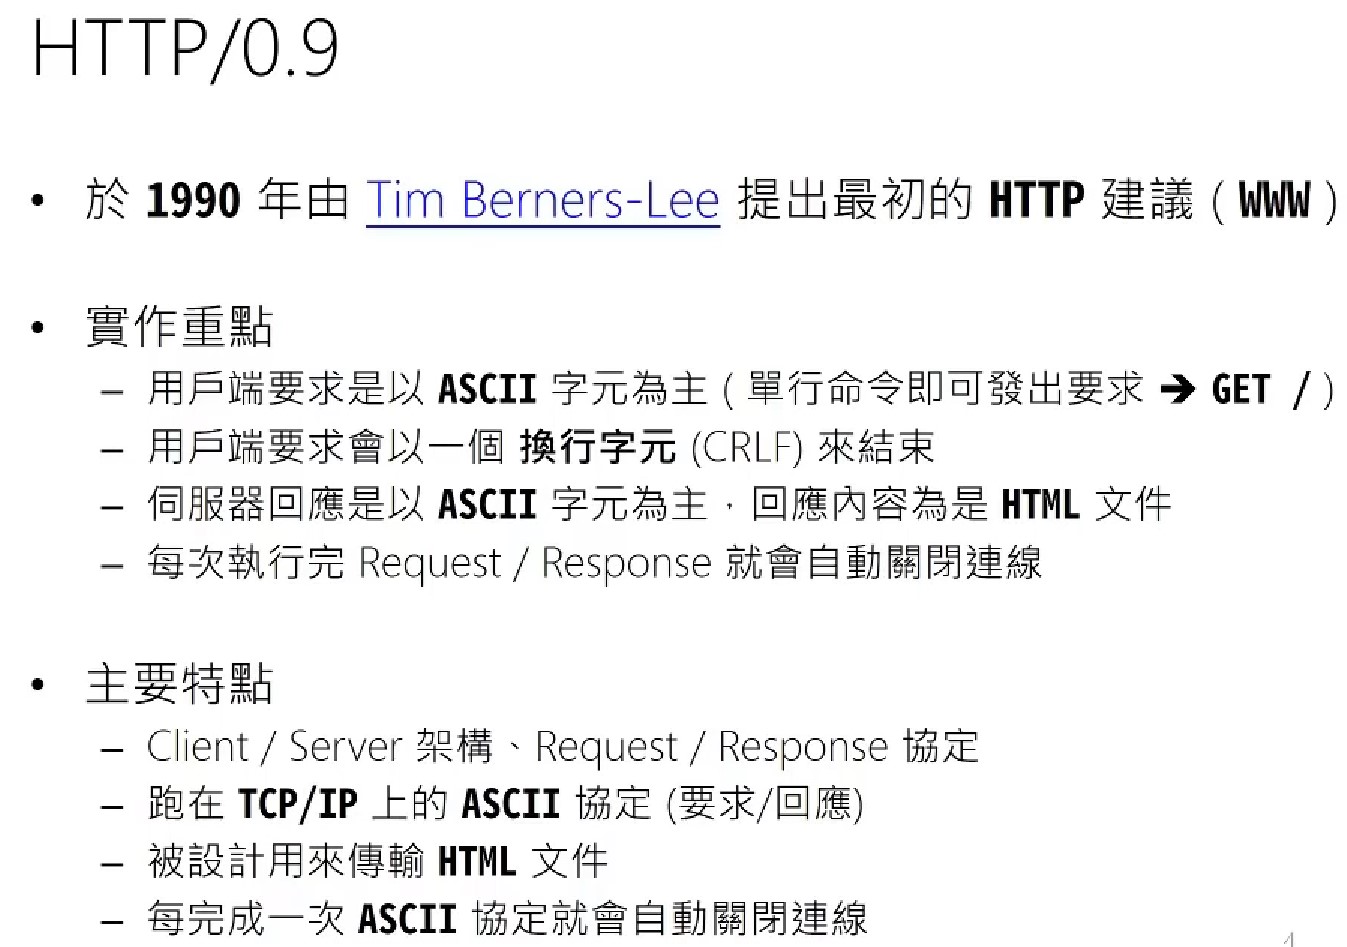 HTTP/0.9
• 於 1990 年由 Tim Berners-Lee 提出最初的 HTTP 建議 ( WWW )
• 實作重點
– 用戶端要求是以 ASCII 字元為主 ( 單行命令即可發出要求 ➔ GET / )
– 用戶端要求會以一個 換行字元 (CRLF) 來結束
– 伺服器回應是以 ASCII 字元為主，回應內容為是 HTML 文件
– 每次執行完 Request / Response 就會自動關閉連線
• 主要特點
– Client / Server 架構、Request / Response 協定
– 跑在 TCP/IP 上的 ASCII 協定 (要求/回應)
– 被設計用來傳輸 HTML 文件
– 每完成一次 ASCII 協定就會自動關閉連線
4